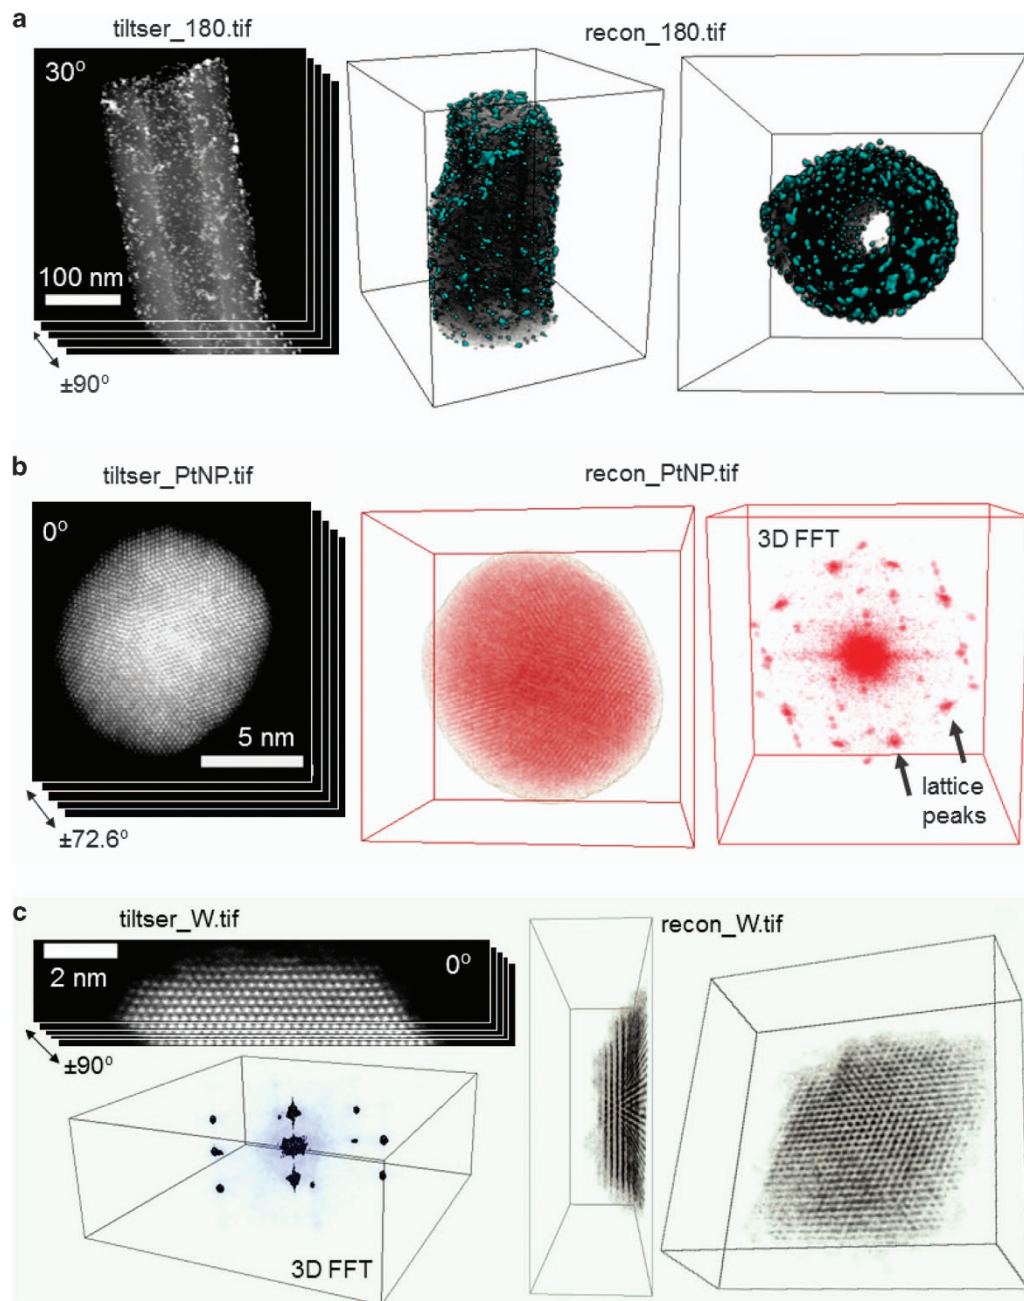 a
tiltser_180.tif
recon_180.tif
30°
100 nm
±90°
b
tiltser_PtNP.tif
recon_PtNP.tif
0°
3D FFT
5 nm
lattice
peaks
±72.6°
c
tiltser_W.tif
recon_W.tif
2 nm
0°
±90°
3D FFT